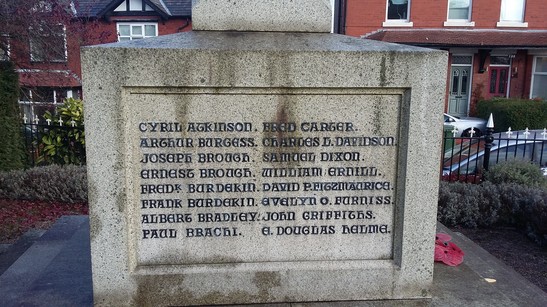 CYRIL ATKINSON. FRED CARTER.
ARTHUR BURGESS. CHARLES L. DAVIDSON.
JOSEPH BROUGH. SAMUEL DIXON.
ERNEST BROUGH. WILLIAM ERNILL.
FREDK BURDEKIN. DAVID P. FITZMAURICE.
FRANK BURDEKIN. EVELYN O. FURNISS.
ALBERT BRADLEY. JOHN GRIFFITHS.
PAUL BRACHI. E. DOUGLAS HELME.